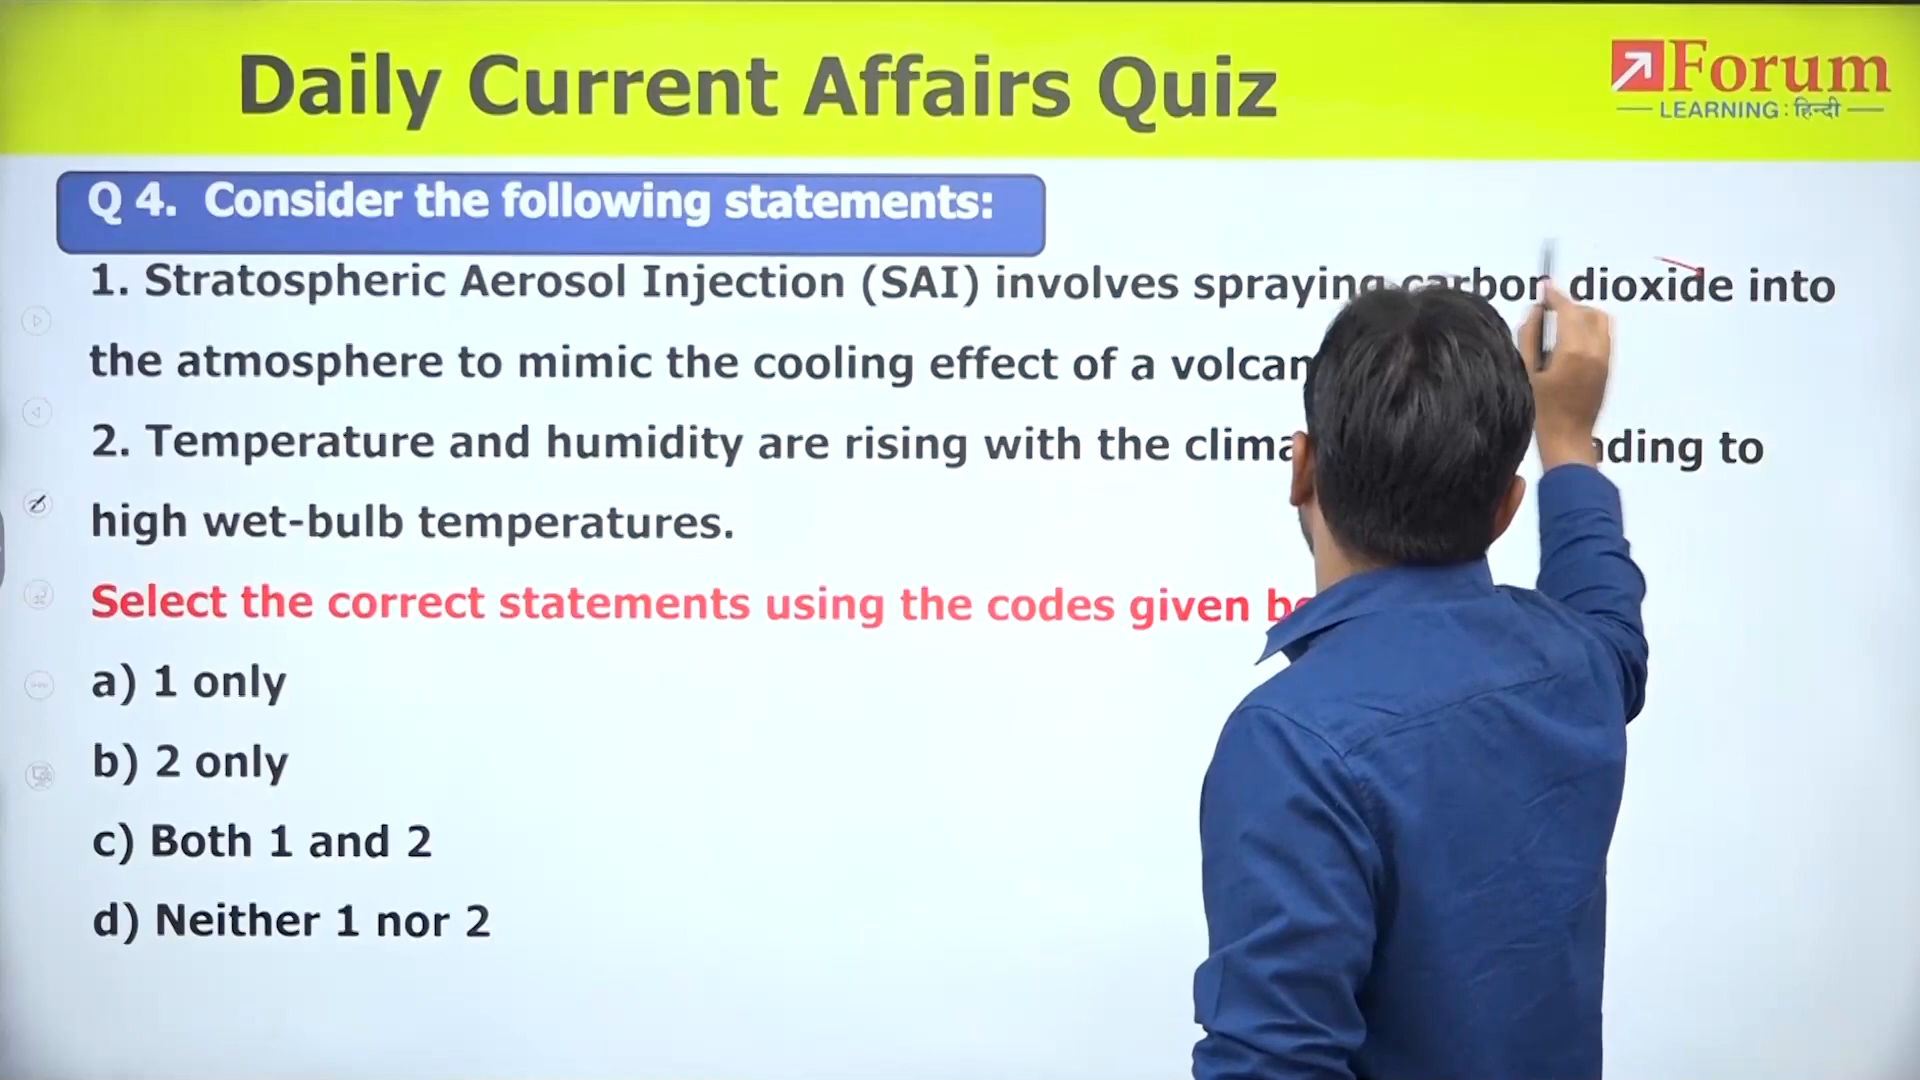 Daily Current Affairs Quiz
Forum
LEARNING : हिन्दी
Q 4. Consider the following statements:
1. Stratospheric Aerosol Injection (SAI) involves spraying carbon dioxide into
the atmosphere to mimic the cooling effect of a
2. Temperature and humidity are rising with the to
high wet-bulb temperatures.
Select the correct statements using the codes given
a) 1 only
b) 2 only
c) Both 1 and 2
d) Neither 1 nor 2